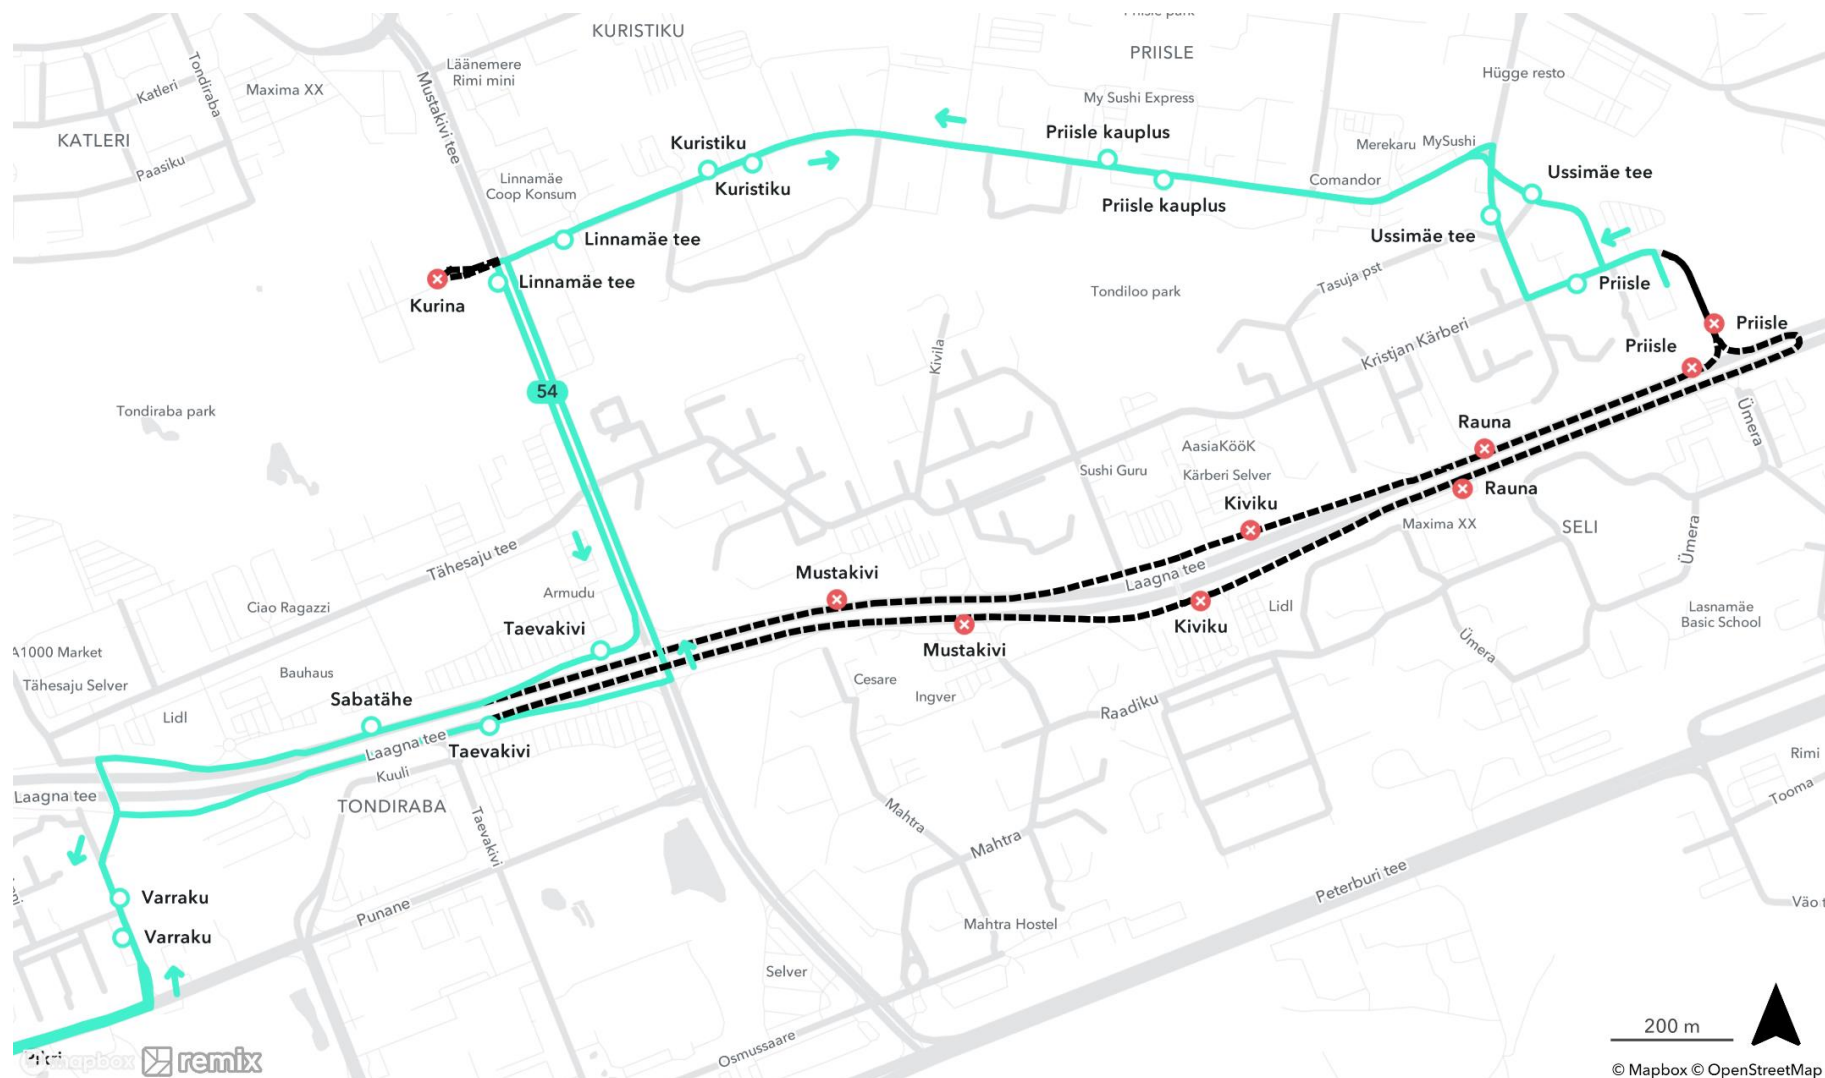 KURISTIKU
Priisle park
PRIISLE
Läänemere
Rimi mini
Hügge resto
Katleri
Tondiraba
Maxima XX
Mustakivi tee
My Sushi Express
KATLERI
Paasiku
Kuristiku
Priisle kauplus
Merekaru
MySushi
Linnamäe
Coop Konsum
Kuristiku
Comandor
Ussimäe tee
Priisle kauplus
Linnamäe tee
Ussimäe tee
Linnamäe tee
Kurina
Tondiloo park
Tasuja pst
Priisle
Priisle
Priisle
Kivila
Kristjan Kärberi
54
Tondiraba park
Ümera
Rauna
AasiaKööK
Sushi Guru
Kärberi Selver
Rauna
Kiviku
Maxima XX
SELI
Ümera
Tähesaju tee
Mustakivi
Laagna tee
Armudu
Ciao Ragazzi
Lidl
Lasnamäe
Basic School
Taevakivi
Kiviku
Mustakivi
Ümera
A1000 Market
Bauhaus
Tähesaju Selver
Cesare
Ingver
Sabatähe
Lidl
Raadiku
Laagna tee
Taevakivi
Kuuli
Rimi
Laagna tee
TONDIRABA
Tooma
Taevakivi
Mahtra
Mahtra
Peterburi tee
Varraku
Punane
Väo t
Varraku
Mahtra Hostel
Selver
200 m
Osmussaare
mapbox
remix
© Mapbox © OpenStreetMap